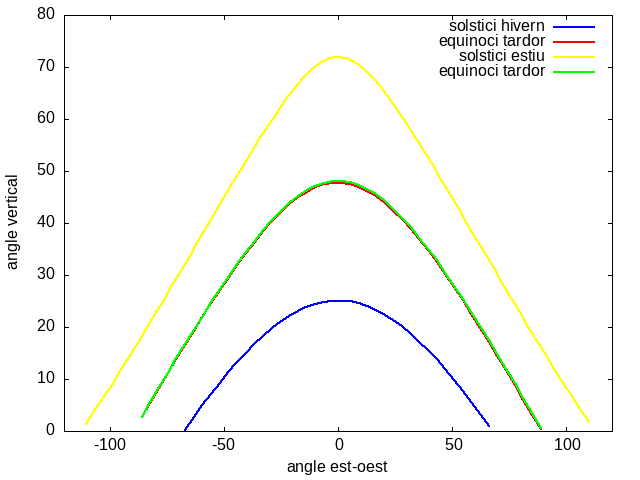 80
70
60
50
40
30
20
10
0
-100
-50
0
50
100
angle vertical
angle est-oest
solstici hivern
equinoci tardor
solstici estiu
equinoci tardor